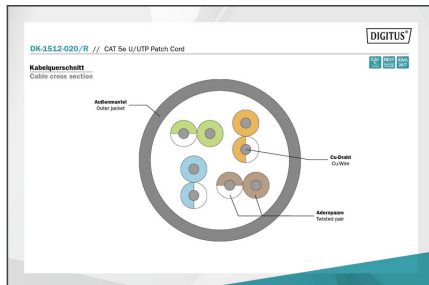 DIGITUS®
DK-1512-020/R // CAT 5e U/UTP Patch Cord
Kabelquerschnitt
Cable cross section
CAT
Außenmantel
Outer jacket
Cu-Draht
Cu-Wire
Aderpaare
Twisted pair